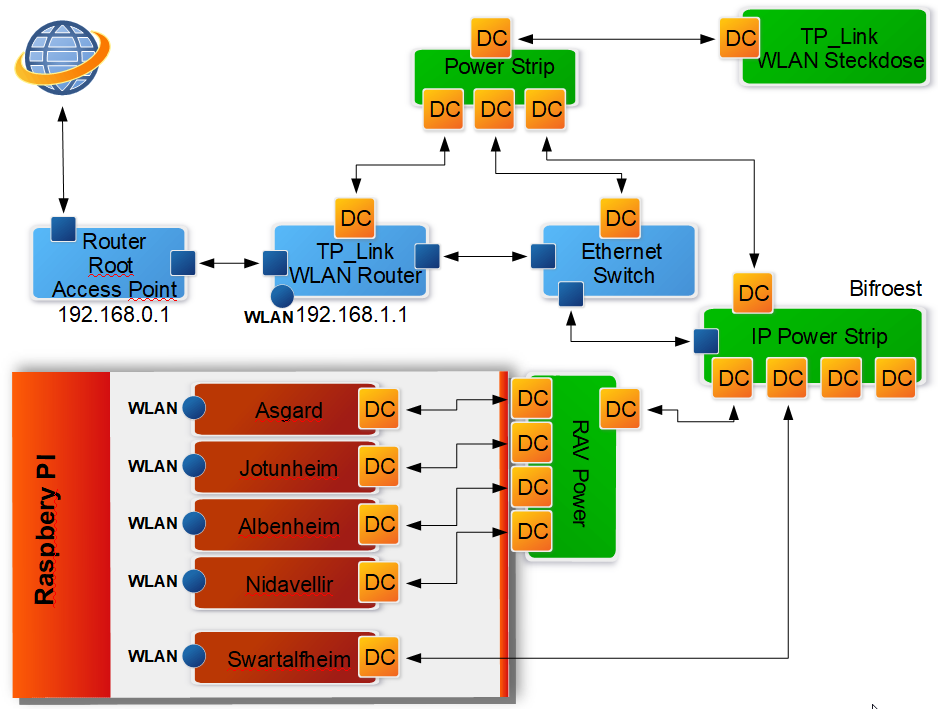 DC
DC
TP_Link
WLAN Steckdose
Power Strip
DC
DC
DC
DC
DC
Router
Root
Access Point
192.168.0.1
TP_Link
WLAN Router
WLAN
192.168.1.1
Ethernet
Switch
DC
Bifroest
IP Power Strip
DC
DC
DC
DC
Raspbery PI
WLAN
Asgard
DC
WLAN
Jotunheim
DC
WLAN
Albenheim
DC
WLAN
Nidavellir
DC
WLAN
Swartalfheim
DC
DC
DC
DC
DC
DC
RAV Power